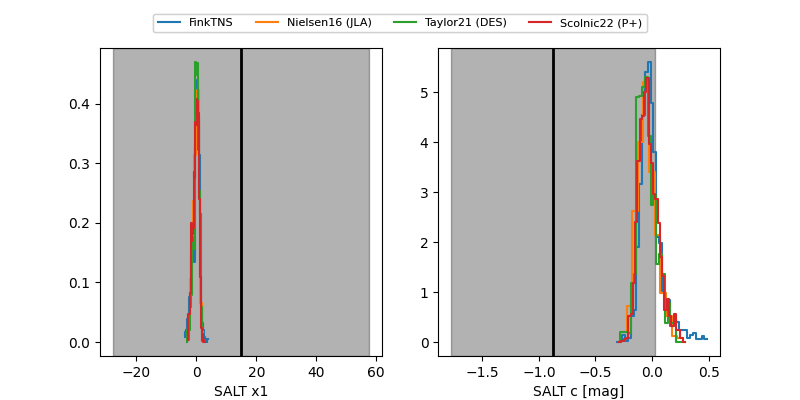 FinkTNS Nielsen16 (JLA) Taylor21 (DES) Scolnic22 (P+)
0.4
0.3
0.2
0.1
0.0
−20 0 20 40 60
SALT x1
5
4
3
2
1
0
−1.5 −1.0 −0.5 0.0 0.5
SALT c [mag]